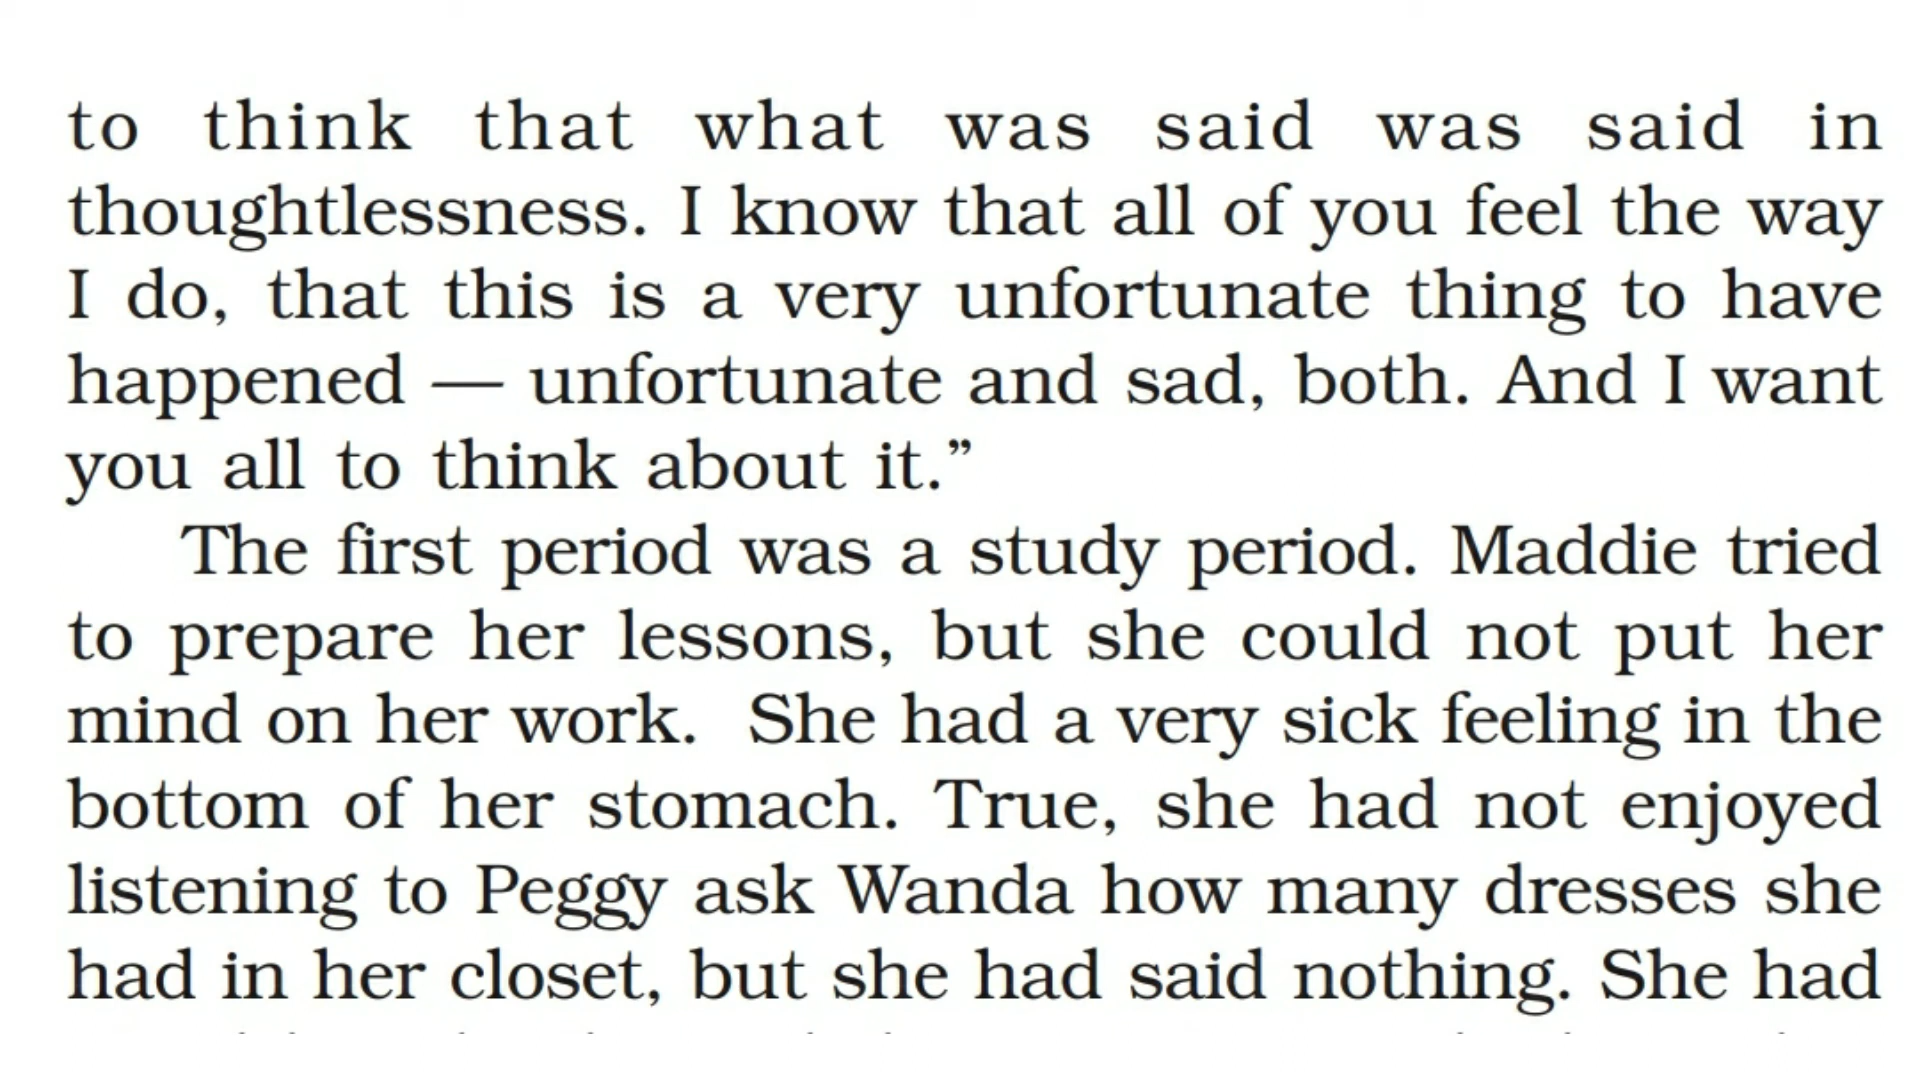 to think that what was said was said in
thoughtlessness. I know that all of you feel the way
I do, that this is a very unfortunate thing to have
happened — unfortunate and sad, both. And I want
you all to think about it.”
The first period was a study period. Maddie tried
to prepare her lessons, but she could not put her
mind on her work. She had a very sick feeling in the
bottom of her stomach. True, she had not enjoyed
listening to Peggy ask Wanda how many dresses she
had in her closet, but she had said nothing. She had